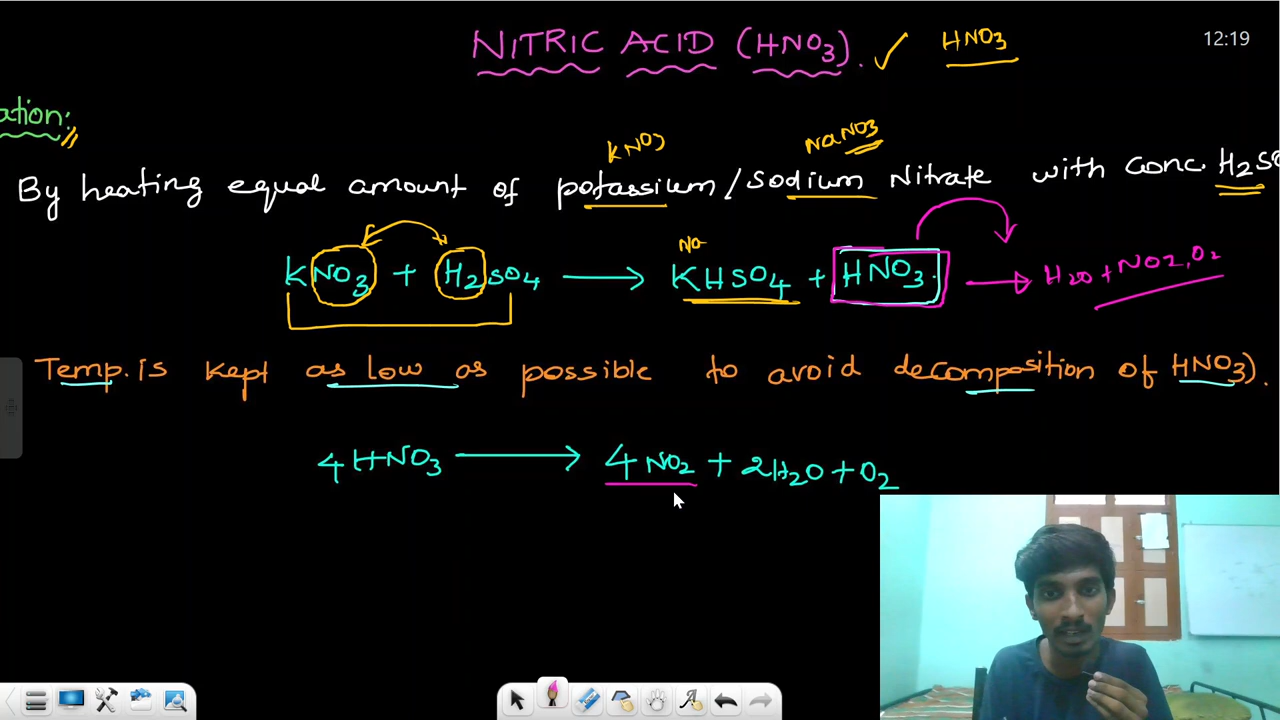 NITRIC ACID (HNO3). HNO3
12:19
ation:
KNO3 NaNO3
By heating equal amount of potassium/Sodium Nitrate with conc. H2SO
Na
KNO3 + H2SO4 → KHSO4 + HNO3. → H2O + NO2, O2
Temp. is kept as low as possible to avoid decomposition of HNO3).
4HNO3 → 4NO2 + 2H2O + O2